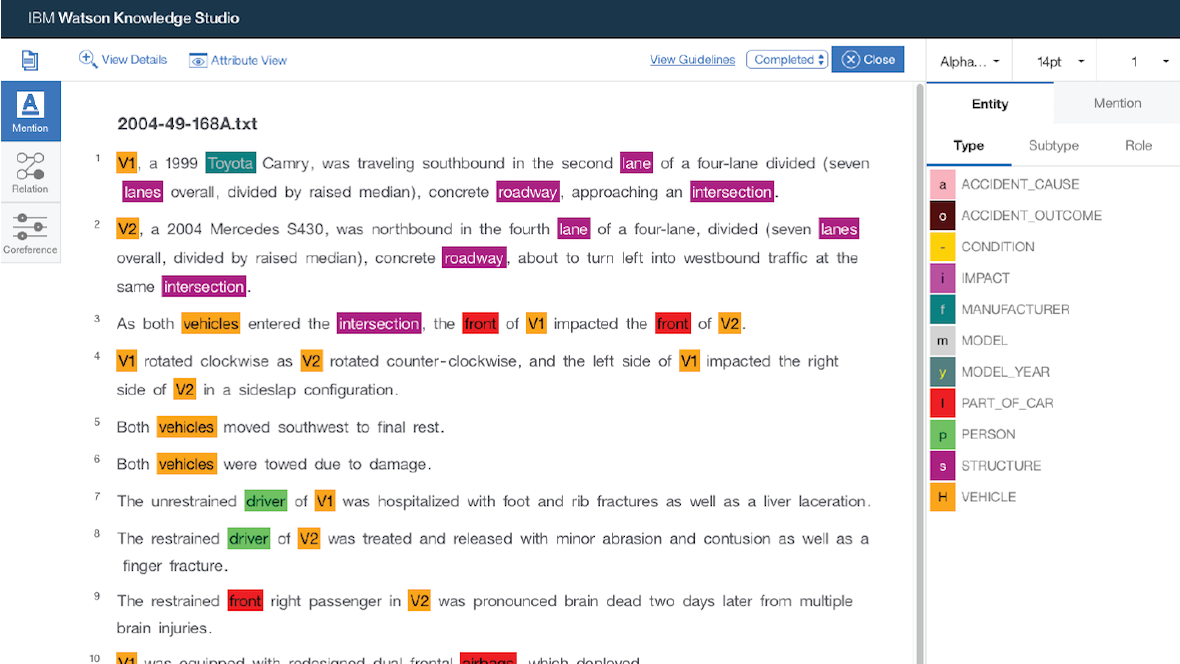 IBM Watson Knowledge Studio
View Details
Attribute View
View Guidelines
Completed
Close
Alpha...
14pt
1
Mention
Relation
Coreference
2004-49-168A.txt
1 V1, a 1999 Toyota Camry, was traveling southbound in the second lane of a four-lane divided (seven
lanes overall, divided by raised median), concrete roadway, approaching an intersection.
2 V2, a 2004 Mercedes S430, was northbound in the fourth lane of a four-lane, divided (seven lanes
overall, divided by raised median), concrete roadway, about to turn left into westbound traffic at the
same intersection.
3 As both vehicles entered the intersection, the front of V1 impacted the front of V2.
4 V1 rotated clockwise as V2 rotated counter-clockwise, and the left side of V1 impacted the right
side of V2 in a sideslap configuration.
5 Both vehicles moved southwest to final rest.
6 Both vehicles were towed due to damage.
7 The unrestrained driver of V1 was hospitalized with foot and rib fractures as well as a liver laceration.
8 The restrained driver of V2 was treated and released with minor abrasion and contusion as well as a
finger fracture.
9 The restrained front right passenger in V2 was pronounced brain dead two days later from multiple
brain injuries.
10 V1 was equipped with redesigned dual frontal airbags, which deployed.
Entity
Mention
Type
Subtype
Role
a ACCIDENT_CAUSE
o ACCIDENT_OUTCOME
- CONDITION
i IMPACT
f MANUFACTURER
m MODEL
y MODEL_YEAR
l PART_OF_CAR
p PERSON
s STRUCTURE
H VEHICLE